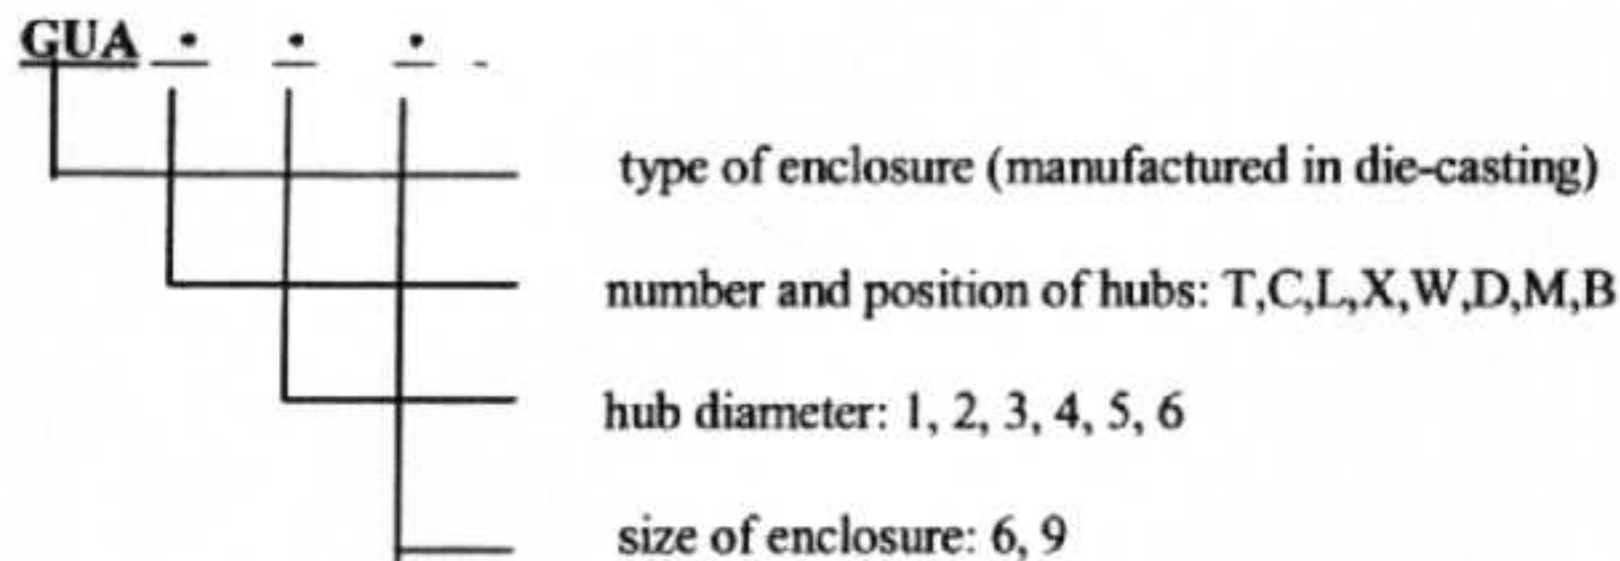 GUA • • •
type of enclosure (manufactured in die-casting)
number and position of hubs: T,C,L,X,W,D,M,B
hub diameter: 1, 2, 3, 4, 5, 6
size of enclosure: 6, 9